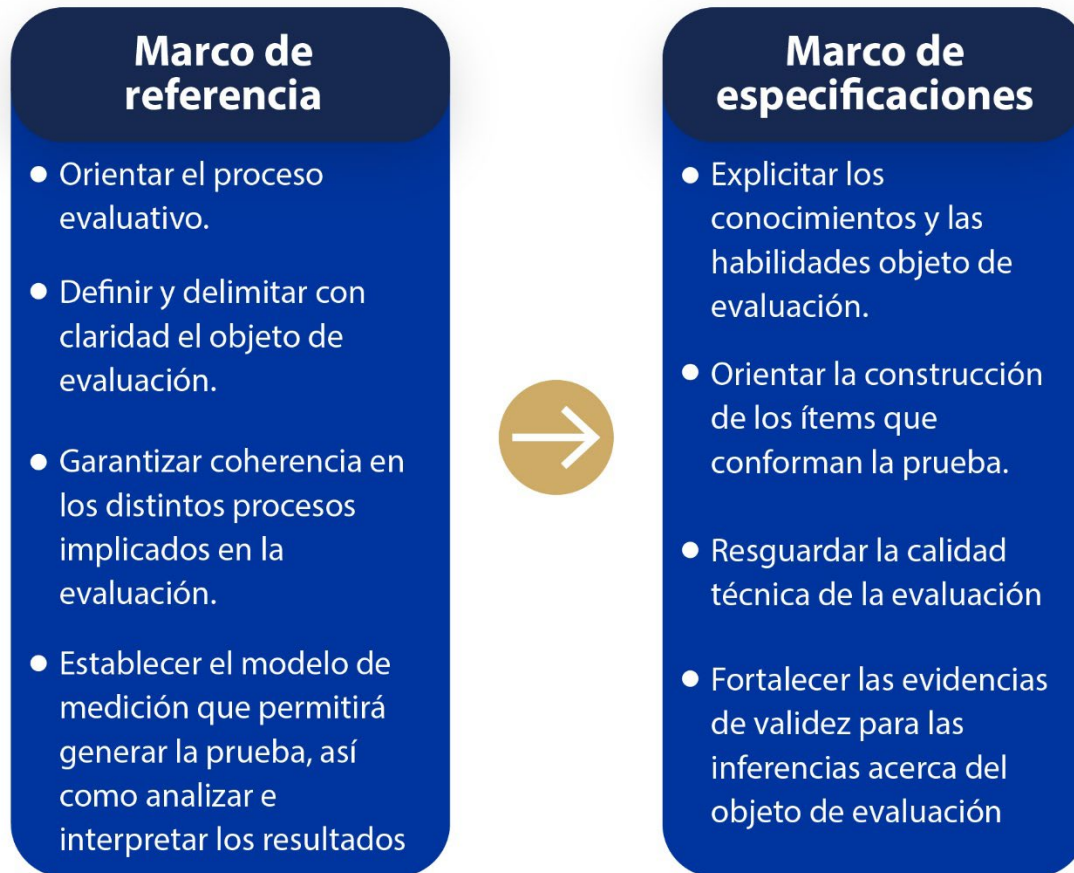 Marco de
referencia
• Orientar el proceso
evaluativo.
• Definir y delimitar con
claridad el objeto de
evaluación.
• Garantizar coherencia en
los distintos procesos
implicados en la
evaluación.
• Establecer el modelo de
medición que permitirá
generar la prueba, así
como analizar e
interpretar los resultados
Marco de
especificaciones
• Explicitar los
conocimientos y las
habilidades objeto de
evaluación.
• Orientar la construcción
de los ítems que
conforman la prueba.
• Resguardar la calidad
técnica de la evaluación
• Fortalecer las evidencias
de validez para las
inferencias acerca del
objeto de evaluación